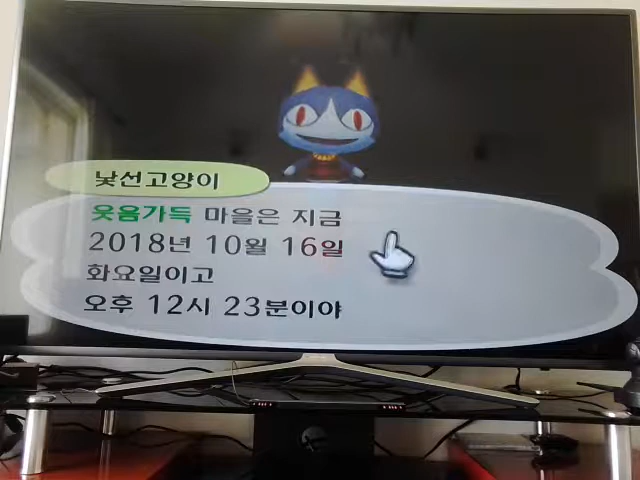 낯선고양이
웃음가득 마을은 지금
2018년 10월 16일
화요일이고
오후 12시 23분이야